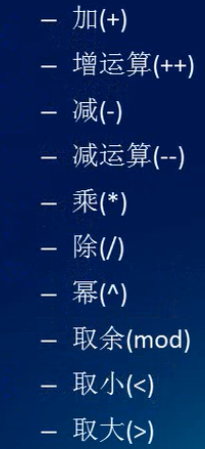 – 加(+)
– 增运算(++)
– 减(-)
– 减运算(--)
– 乘(*)
– 除(/)
– 幂(^)
– 取余(mod)
– 取小(<)
– 取大(>)